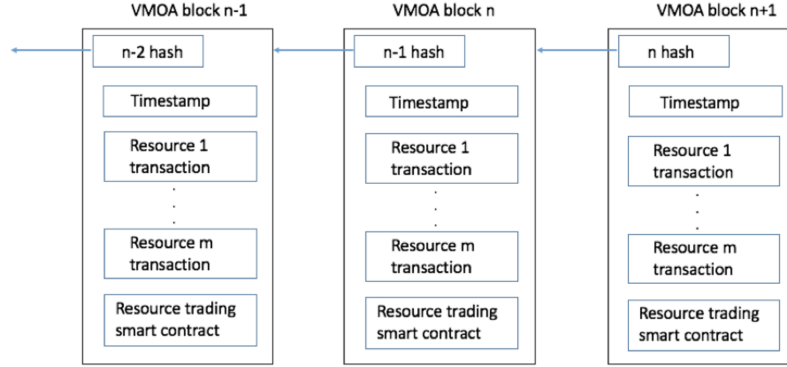 VMOA block n-1
n-2 hash
Timestamp
Resource 1
transaction
.
.
.
Resource m
transaction
Resource trading
smart contract
VMOA block n
n-1 hash
Timestamp
Resource 1
transaction
.
.
.
Resource m
transaction
Resource trading
smart contract
VMOA block n+1
n hash
Timestamp
Resource 1
transaction
.
.
.
Resource m
transaction
Resource trading
smart contract